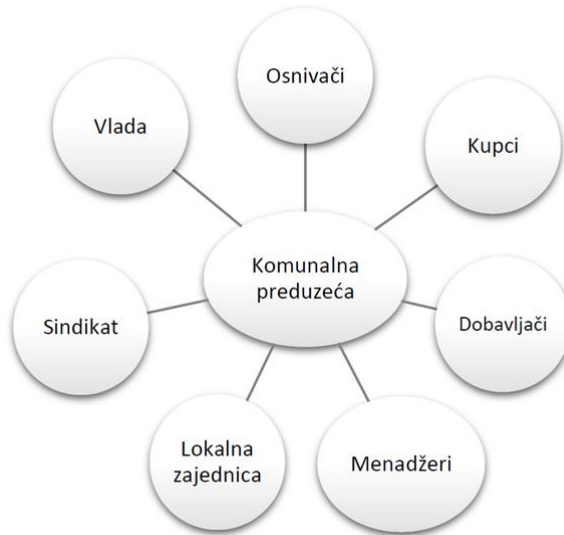 Osnivači
Vlada
Kupci
Komunalna
preduzeća
Sindikat
Dobavljači
Lokalna
zajednica
Menadžeri